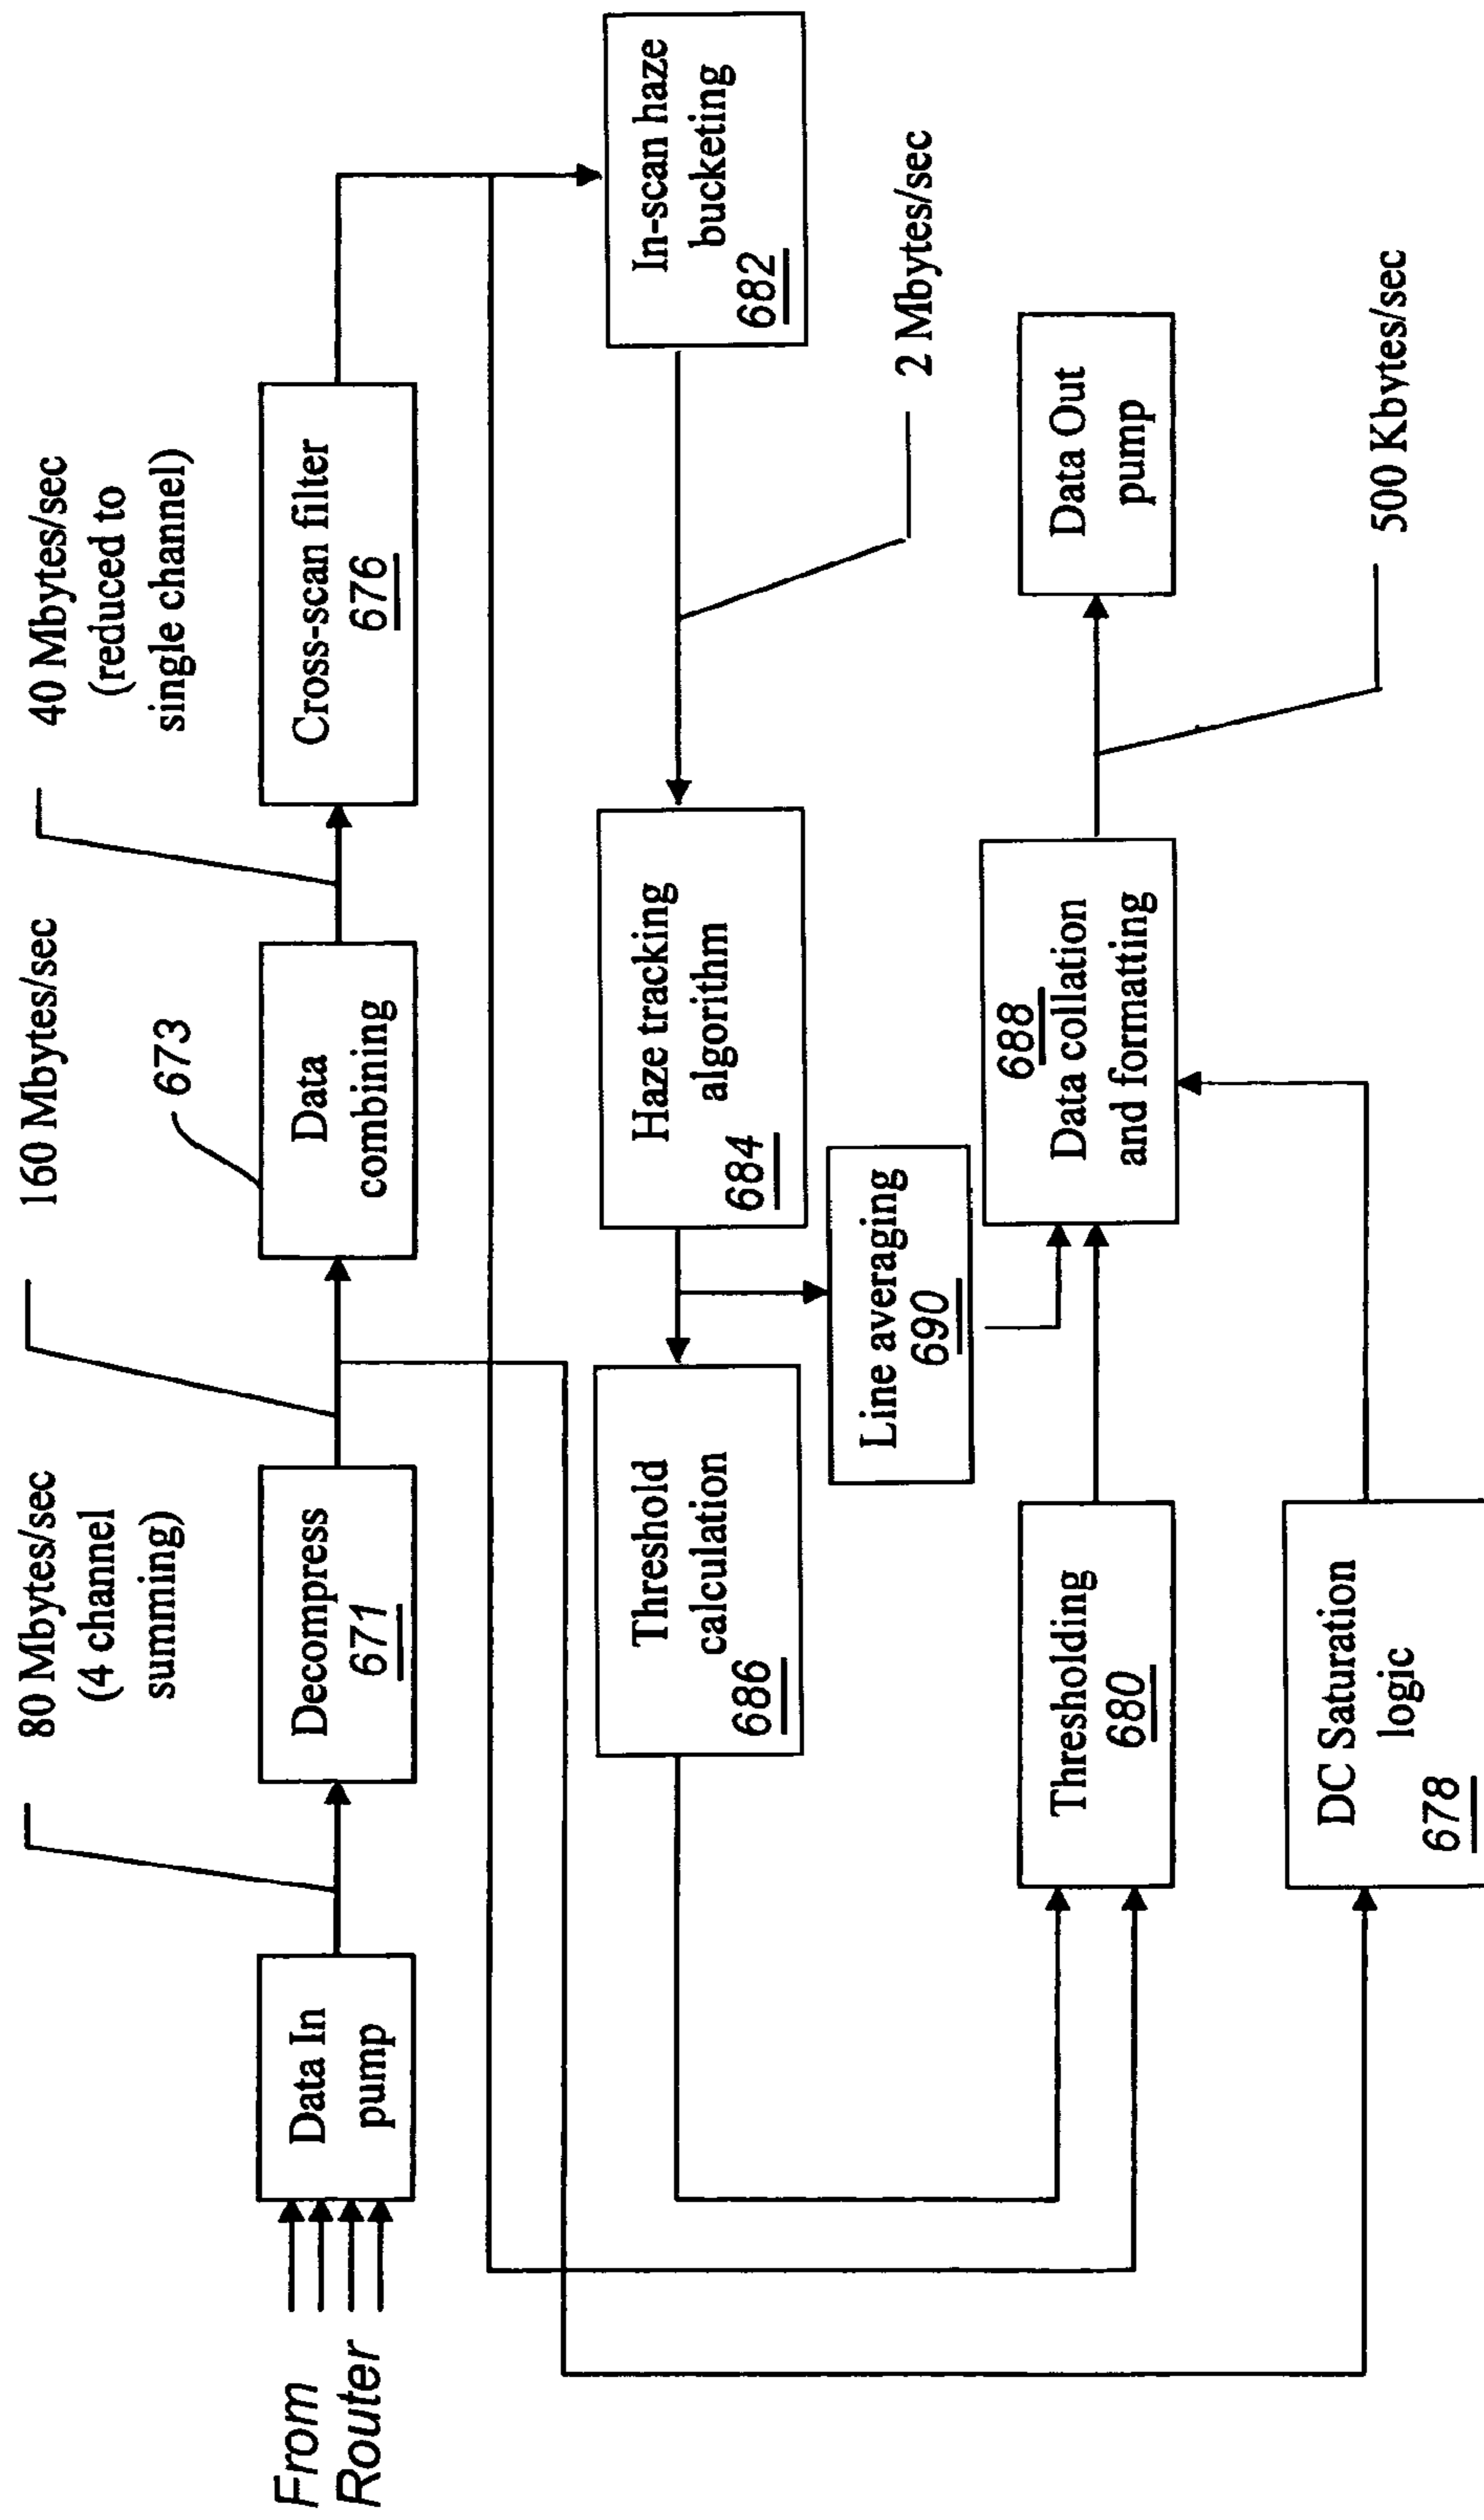 80 Mbytes/sec
(4 channel
summing)
160 Mbytes/sec
673
40 Mbytes/sec
(reduced to
single channel)
From
Router
Data In
pump
Decompress
671
Data
combining
Cross-scan filter
676
Threshold
calculation
686
Haze tracking
algorithm
684
In-scan haze
bucketing
682
Line averaging
690
2 Mbytes/sec
Thresholding
680
688
Data collation
and formatting
Data Out
pump
DC Saturation
logic
678
500 Kbytes/sec